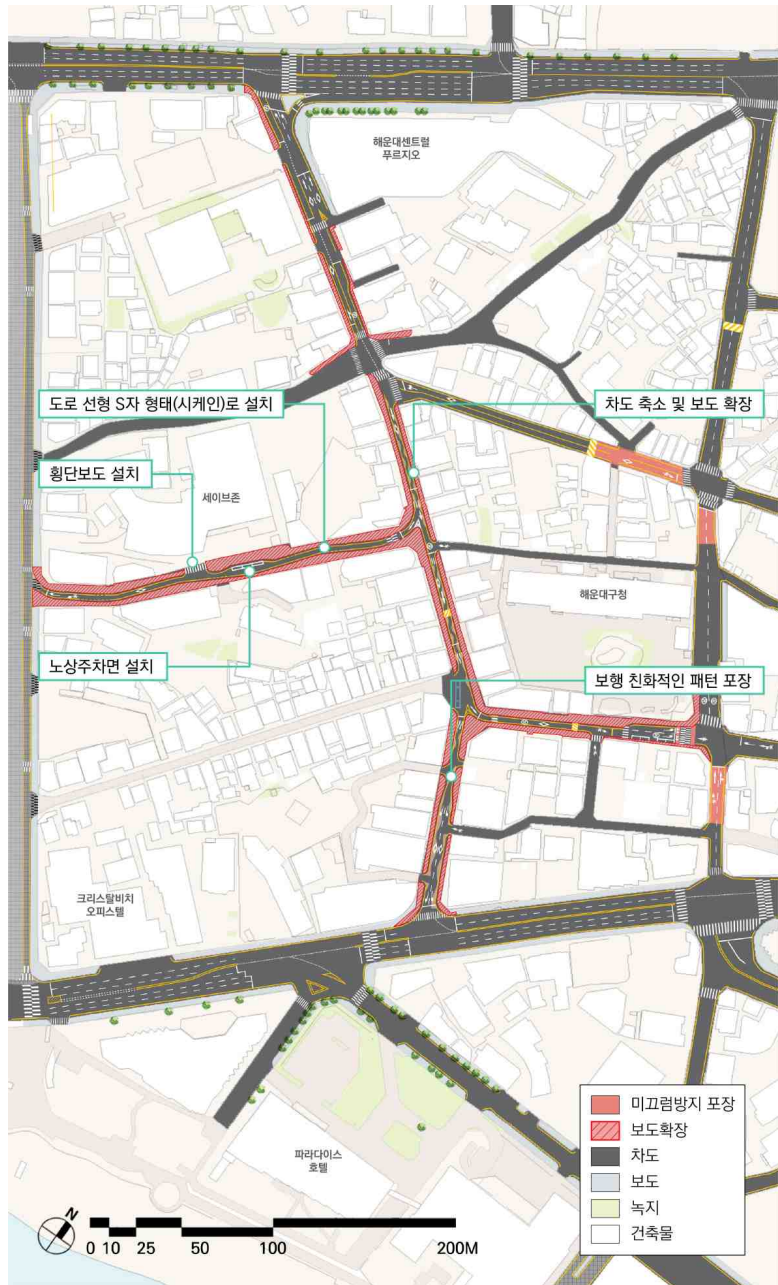 해운대센트럴
푸르지오
도로 선형 S자 형태(시케인)로 설치
차도 축소 및 보도 확장
횡단보도 설치
세이브존
해운대구청
노상주차면 설치
보행 친화적인 패턴 포장
크리스탈비치
오피스텔
파라다이스
호텔
미끄럼방지 포장
보도확장
차도
보도
녹지
건축물
N
0 10 25 50 100 200M